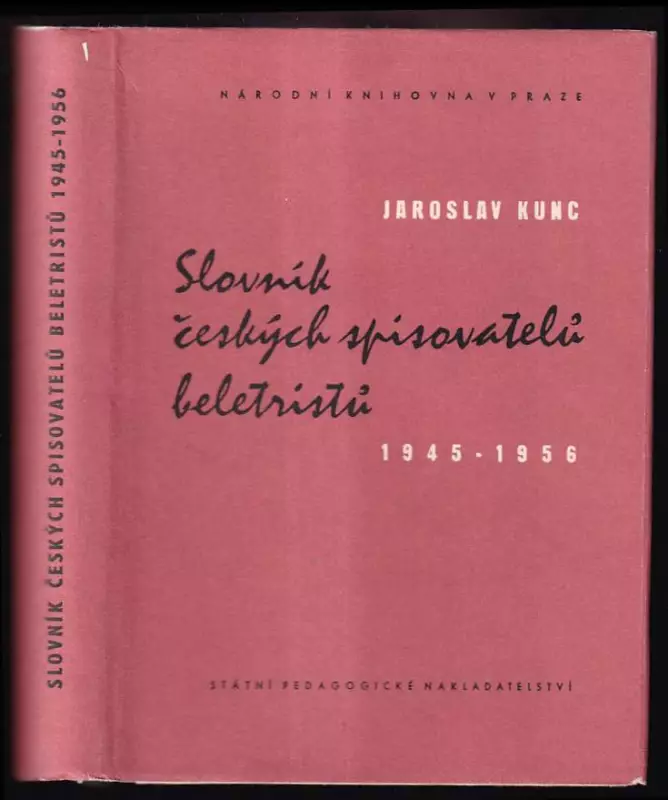 SLOVNÍK ČESKÝCH SPISOVATELŮ BELETRISTŮ 1945-1956
NÁRODNÍ KNIHOVNA V PRAZE
JAROSLAV KUNC
Slovník
českých spisovatelů
beletristů
1945-1956
STÁTNÍ PEDAGOGICKÉ NAKLADATELSTVÍ